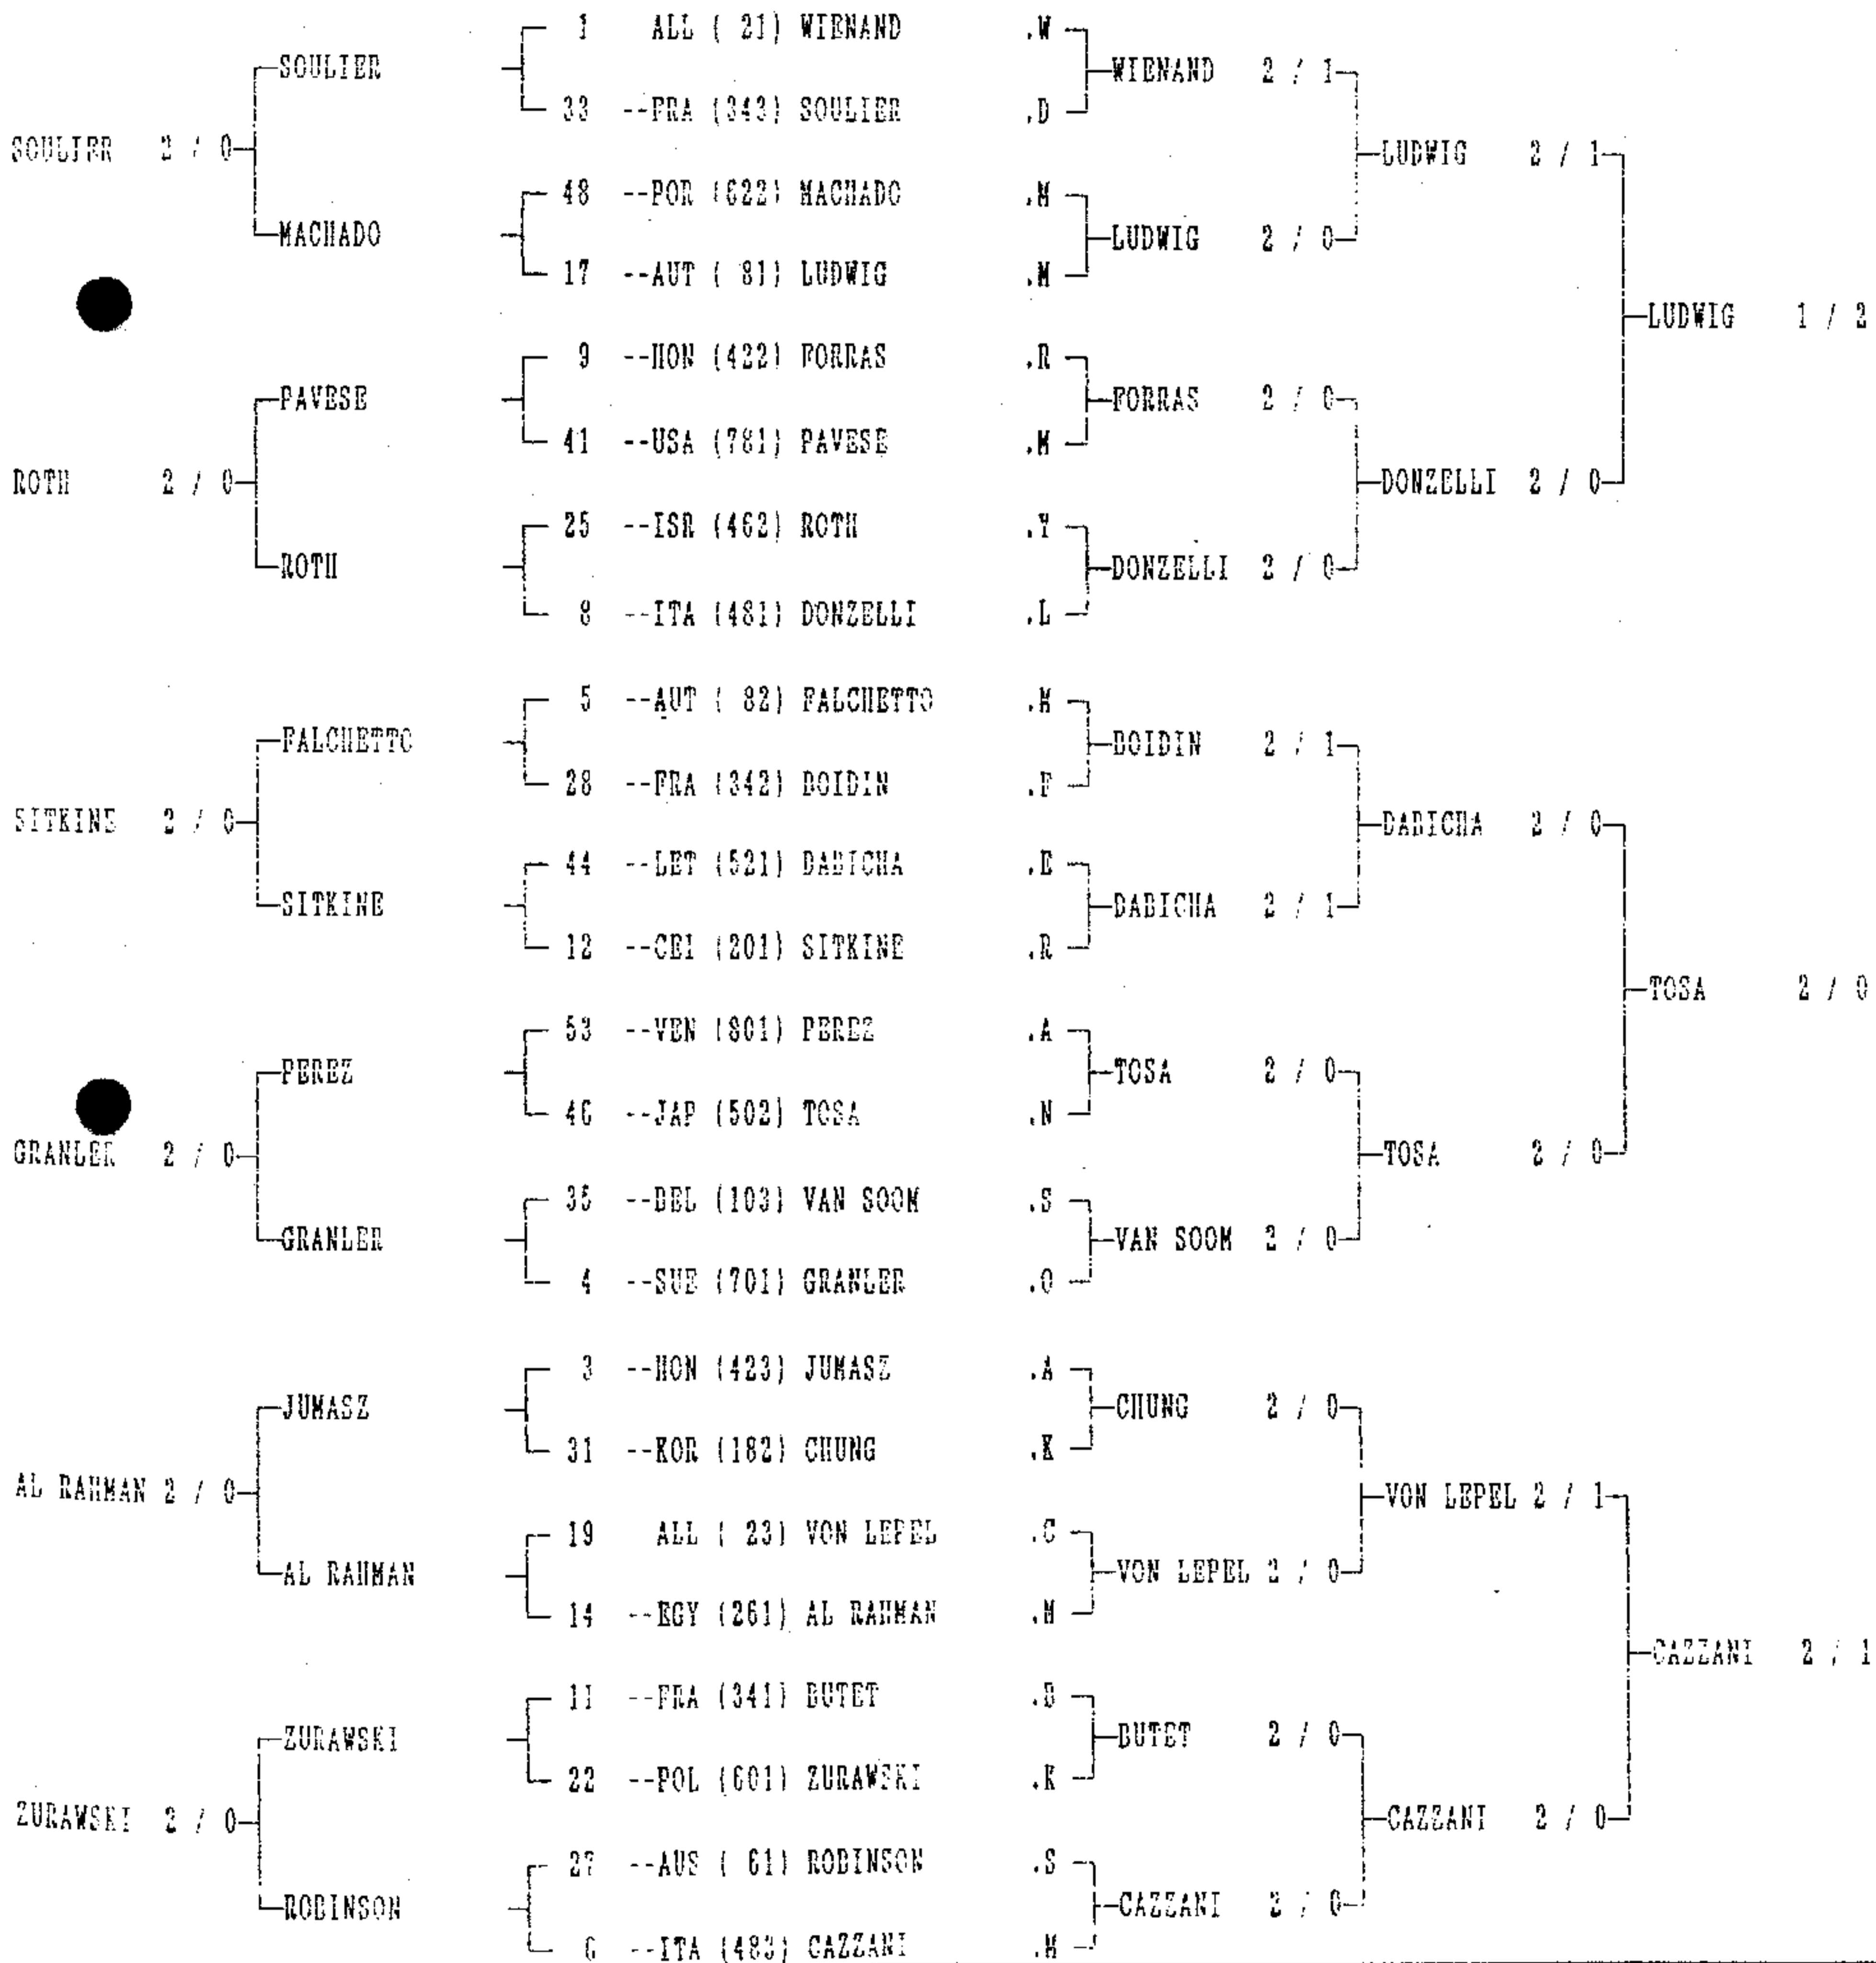 1 ALL ( 21) WIENAND .W
SOULIER WIENAND 2 / 1
33 --FRA (343) SOULIER .D
SOULIER 2 / 0 LUDWIG 2 / 1
48 --POR (622) MACHADO .M
MACHADO LUDWIG 2 / 0
17 --AUT ( 81) LUDWIG .M
LUDWIG 1 / 2
9 --HON (422) FORRAS .R
PAVESE FORRAS 2 / 0
41 --USA (781) PAVESE .M
ROTH 2 / 0 DONZELLI 2 / 0
25 --ISR (462) ROTH .Y
ROTH DONZELLI 2 / 0
8 --ITA (481) DONZELLI .L
5 --AUT ( 82) FALCHETTO .M
FALCHETTO BOIDIN 2 / 1
28 --FRA (342) BOIDIN .F
SITKINE 2 / 0 DABICHA 2 / 0
44 --LET (521) DABICHA .E
SITKINE DABICHA 2 / 1
12 --CEI (201) SITKINE .R
TOSA 2 / 0
53 --VEN (801) PEREZ .A
PEREZ TOSA 2 / 0
46 --JAP (502) TOSA .N
GRANLER 2 / 0 TOSA 2 / 0
35 --BEL (103) VAN SOOM .S
GRANLER VAN SOOM 2 / 0
4 --SUE (701) GRANLER .O
3 --HON (423) JUMASZ .A
JUMASZ CHUNG 2 / 0
31 --KOR (182) CHUNG .K
AL RAHMAN 2 / 0 VON LEPEL 2 / 1
19 ALL ( 23) VON LEPEL .C
AL RAHMAN VON LEPEL 2 / 0
14 --EGY (261) AL RAHMAN .M
CAZZANI 2 / 1
11 --FRA (341) BUTET .B
ZURAWSKI BUTET 2 / 0
22 --POL (601) ZURAWSKI .K
ZURAWSKI 2 / 0 CAZZANI 2 / 0
27 --AUS ( 61) ROBINSON .S
ROBINSON CAZZANI 2 / 0
6 --ITA (483) CAZZANI .M